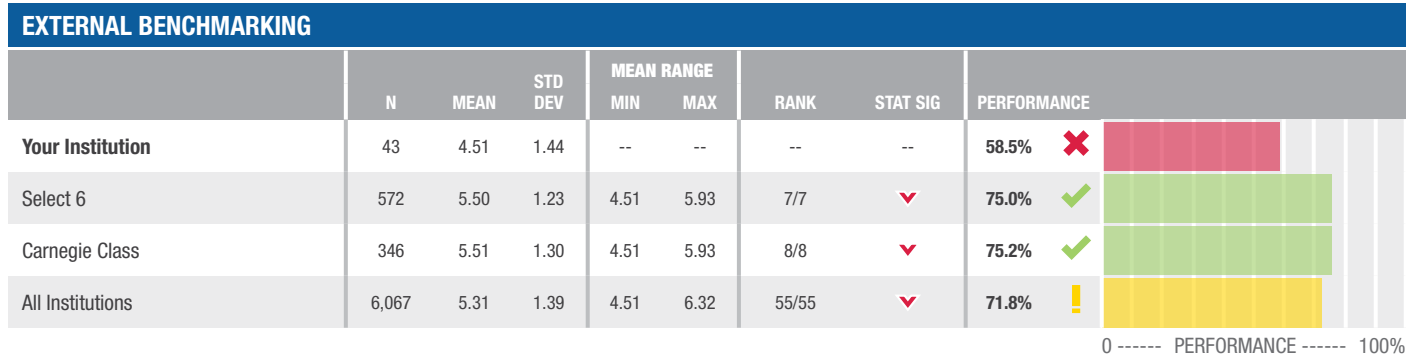 EXTERNAL BENCHMARKING
N MEAN STD DEV MEAN RANGE MIN MAX RANK STAT SIG PERFORMANCE
Your Institution 43 4.51 1.44 -- -- -- -- 58.5%
Select 6 572 5.50 1.23 4.51 5.93 7/7 75.0%
Carnegie Class 346 5.51 1.30 4.51 5.93 8/8 75.2%
All Institutions 6,067 5.31 1.39 4.51 6.32 55/55 71.8%
0 ------ PERFORMANCE ------ 100%